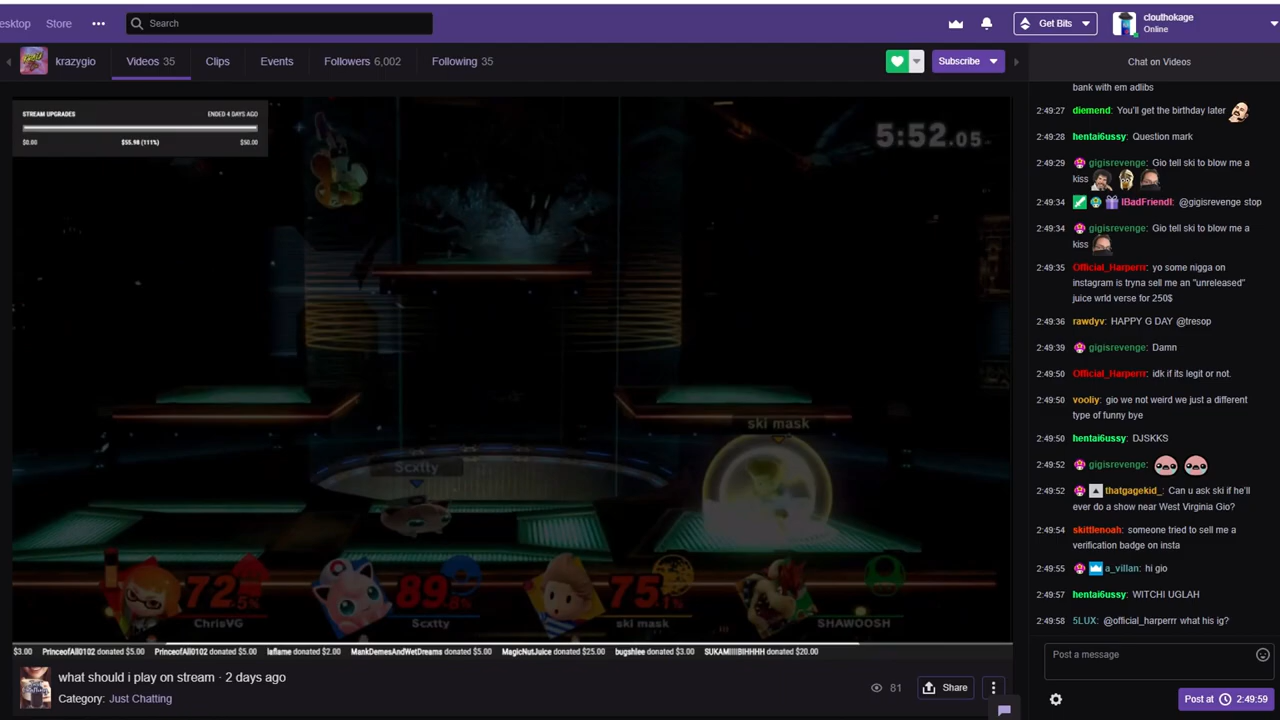 esktop Store ••• Search Get Bits clouthokage
Online
krazygio Videos 35 Clips Events Followers 6,002 Following 35 Subscribe Chat on Videos
STREAM UPGRADES ENDED 4 DAYS AGO
$0.00 $55.98 (111%) $50.00
5:52.05
ski mask
Scxtty
72.5% 89.8% 75.1%
ChrisVG Scxtty ski mask SHAWOOSH
$3.00 PrinceofAll0102 donated $5.00 PrinceofAll0102 donated $5.00 laflame donated $2.00 MankDemesAndWetDreams donated $5.00 MagicNutJuice donated $25.00 bugshlee donated $3.00 SUKAMIIIIBIHHHH donated $20.00
what should i play on stream · 2 days ago
Category: Just Chatting
81 Share
bank with em adlibs
2:49:27 diemend: You'll get the birthday later
2:49:28 hentai6ussy: Question mark
2:49:29 gigisrevenge: Gio tell ski to blow me a
kiss
2:49:34 IBadFriendI: @gigisrevenge stop
2:49:34 gigisrevenge: Gio tell ski to blow me a
kiss
2:49:35 Official_Harperrr: yo some nigga on
instagram is tryna sell me an "unreleased"
juice wrld verse for 250$
2:49:36 rawdyv: HAPPY G DAY @tresop
2:49:39 gigisrevenge: Damn
2:49:50 Official_Harperrr: idk if its legit or not.
2:49:50 vooliy: gio we not weird we just a different
type of funny bye
2:49:50 hentai6ussy: DJSKKS
2:49:52 gigisrevenge:
2:49:52 thatgagekid_: Can u ask ski if he'll
ever do a show near West Virginia Gio?
2:49:54 skittlenoah: someone tried to sell me a
verification badge on insta
2:49:55 a_villan: hi gio
2:49:57 hentai6ussy: WITCHI UGLAH
2:49:58 5LUX: @official_harperrr what his ig?
Post a message
Post at 2:49:59